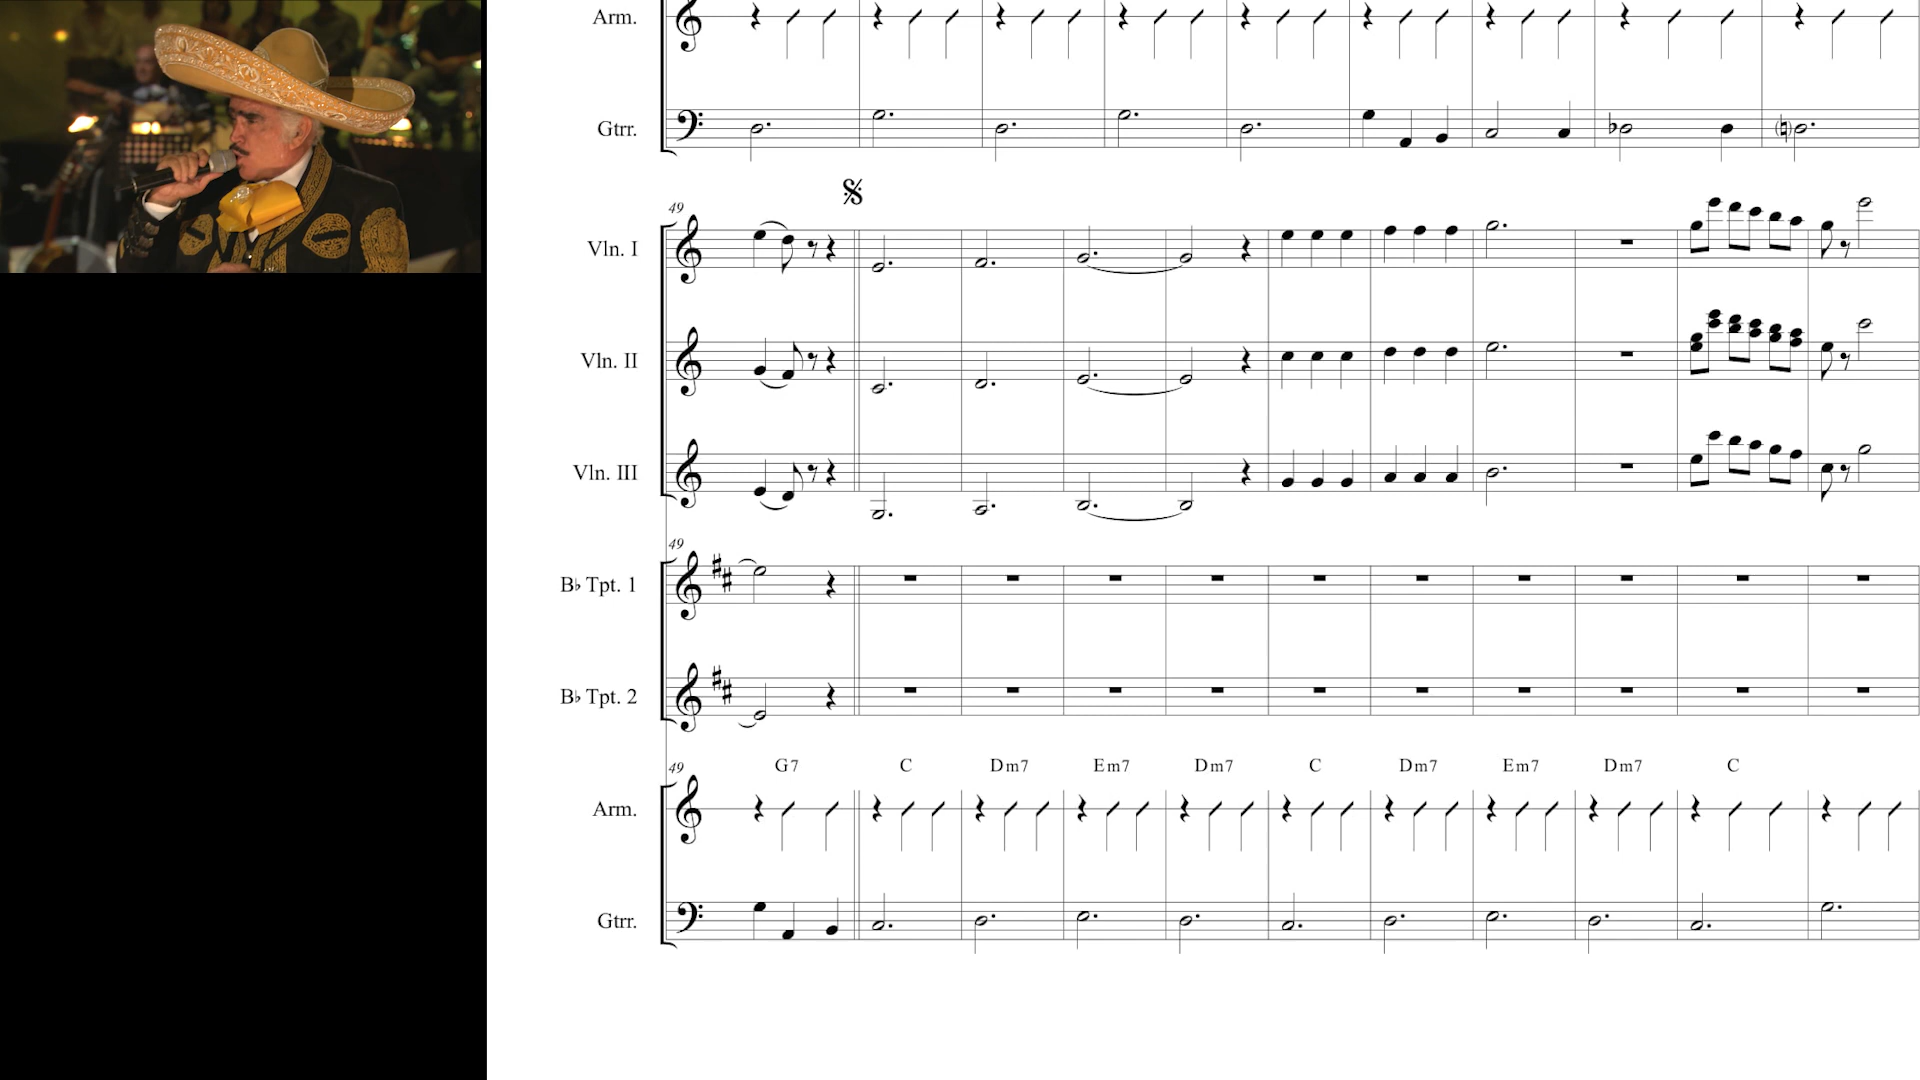 Arm.
Gtrr.
49
Vln. I
Vln. II
Vln. III
49
B♭ Tpt. 1
B♭ Tpt. 2
49 G7 C Dm7 Em7 Dm7 C Dm7 Em7 Dm7 C
Arm.
Gtrr.